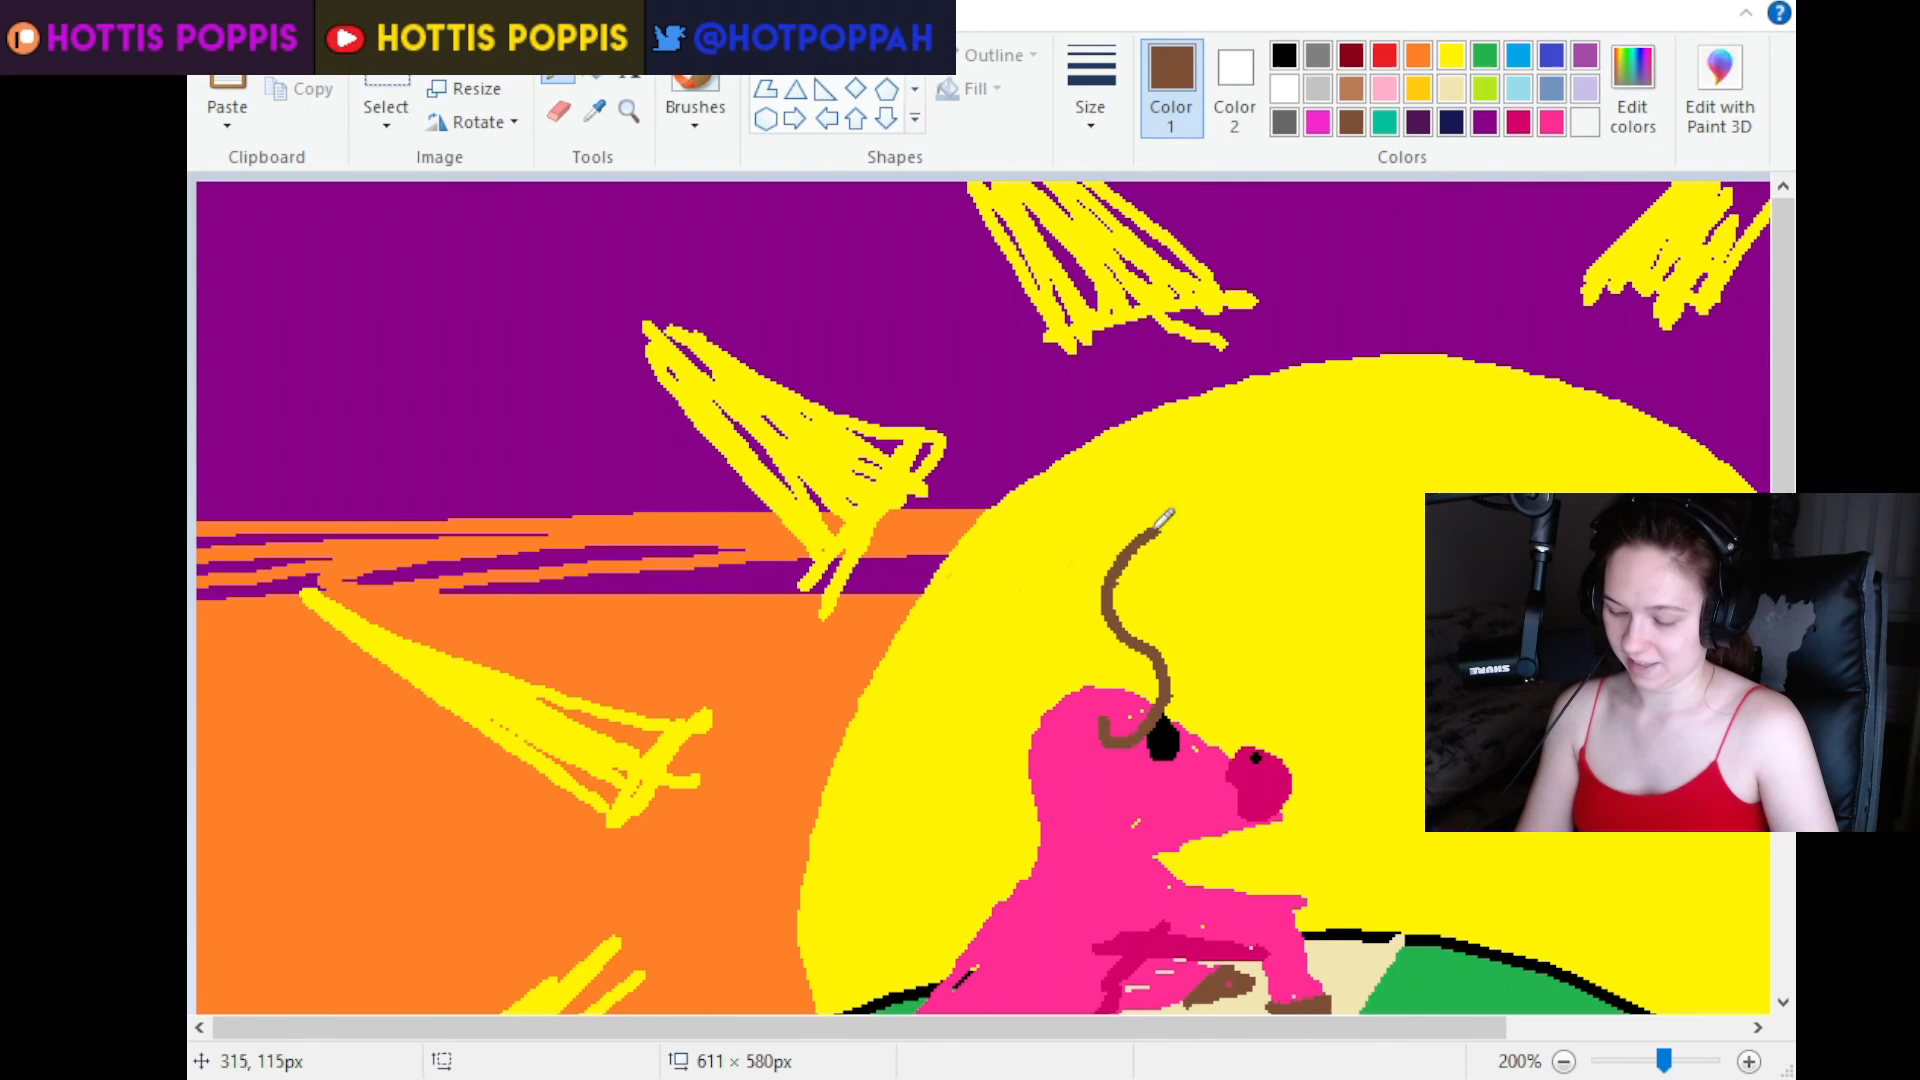 HOTTIS POPPIS
HOTTIS POPPIS
@HOTPOPPAH
Outline
Paste
Copy
Select
Resize
Rotate
Brushes
Fill
Size
Color 1
Color 2
Edit colors
Edit with Paint 3D
Clipboard
Image
Tools
Shapes
Colors
SHURE
315, 115px
611 × 580px
200%